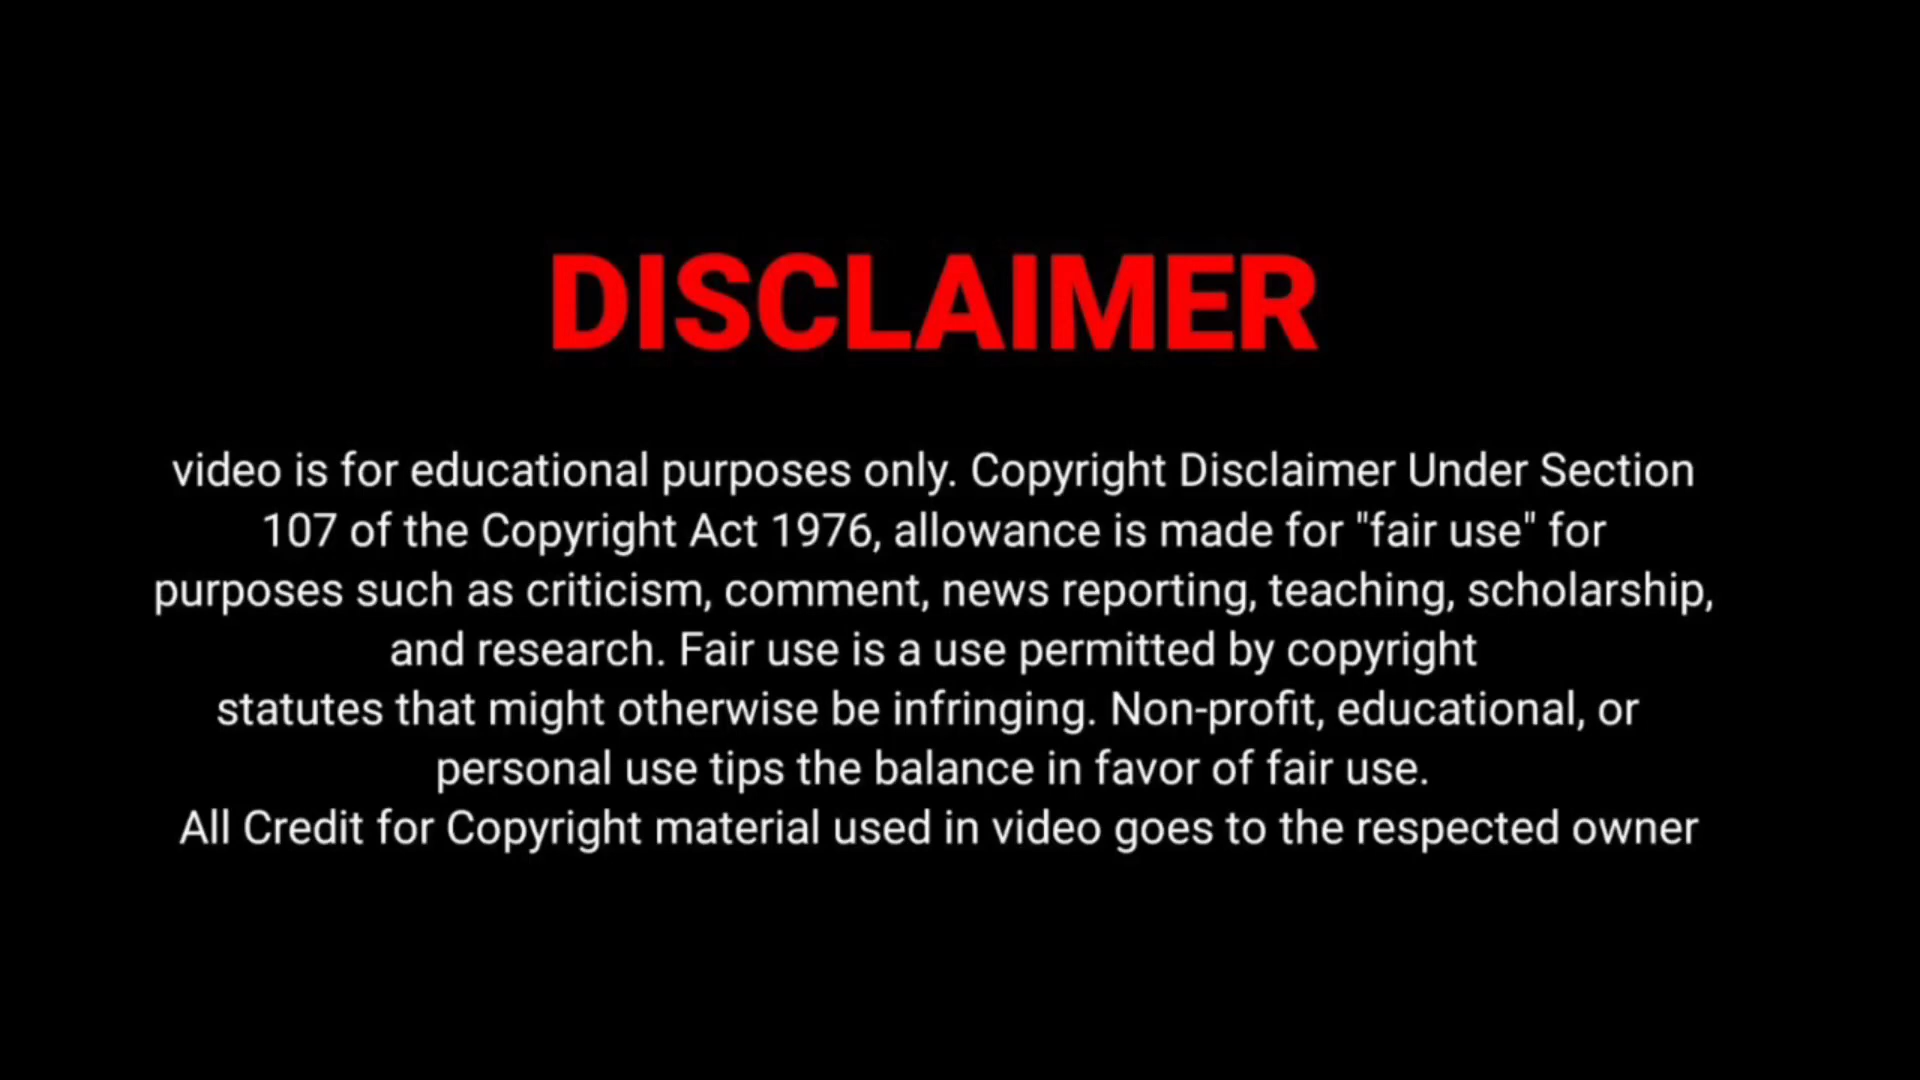 DISCLAIMER
video is for educational purposes only. Copyright Disclaimer Under Section
107 of the Copyright Act 1976, allowance is made for "fair use" for
purposes such as criticism, comment, news reporting, teaching, scholarship,
and research. Fair use is a use permitted by copyright
statutes that might otherwise be infringing. Non-profit, educational, or
personal use tips the balance in favor of fair use.
All Credit for Copyright material used in video goes to the respected owner